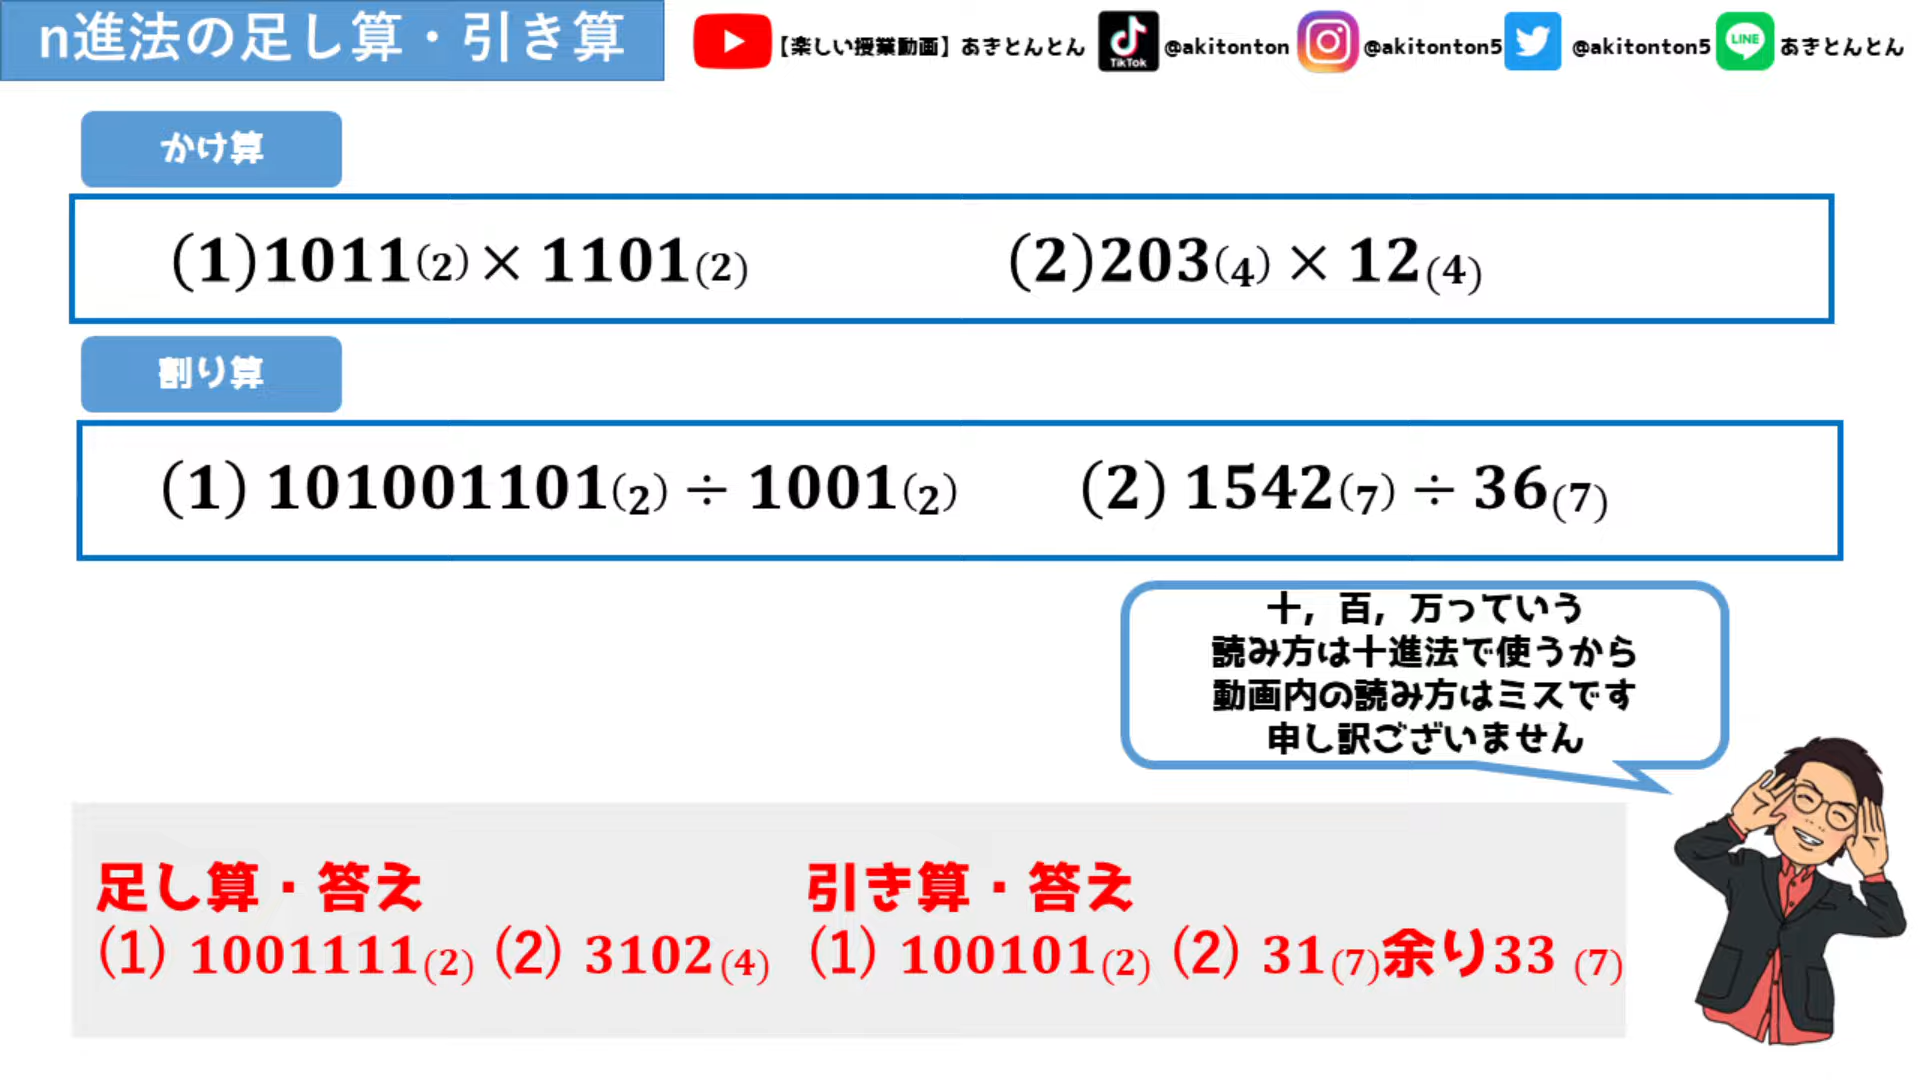 n進法の足し算・引き算
【楽しい授業動画】あきとんとん
TikTok
@akitonton
@akitonton5
@akitonton5
LINE
あきとんとん
かけ算
(1)1011(2) × 1101(2)
(2)203(4) × 12(4)
割り算
(1) 101001101(2) ÷ 1001(2)
(2) 1542(7) ÷ 36(7)
十，百，万っていう
読み方は十進法で使うから
動画内の読み方はミスです
申し訳ございません
足し算・答え
(1) 1001111(2) (2) 3102(4)
引き算・答え
(1) 100101(2) (2) 31(7)余り33 (7)